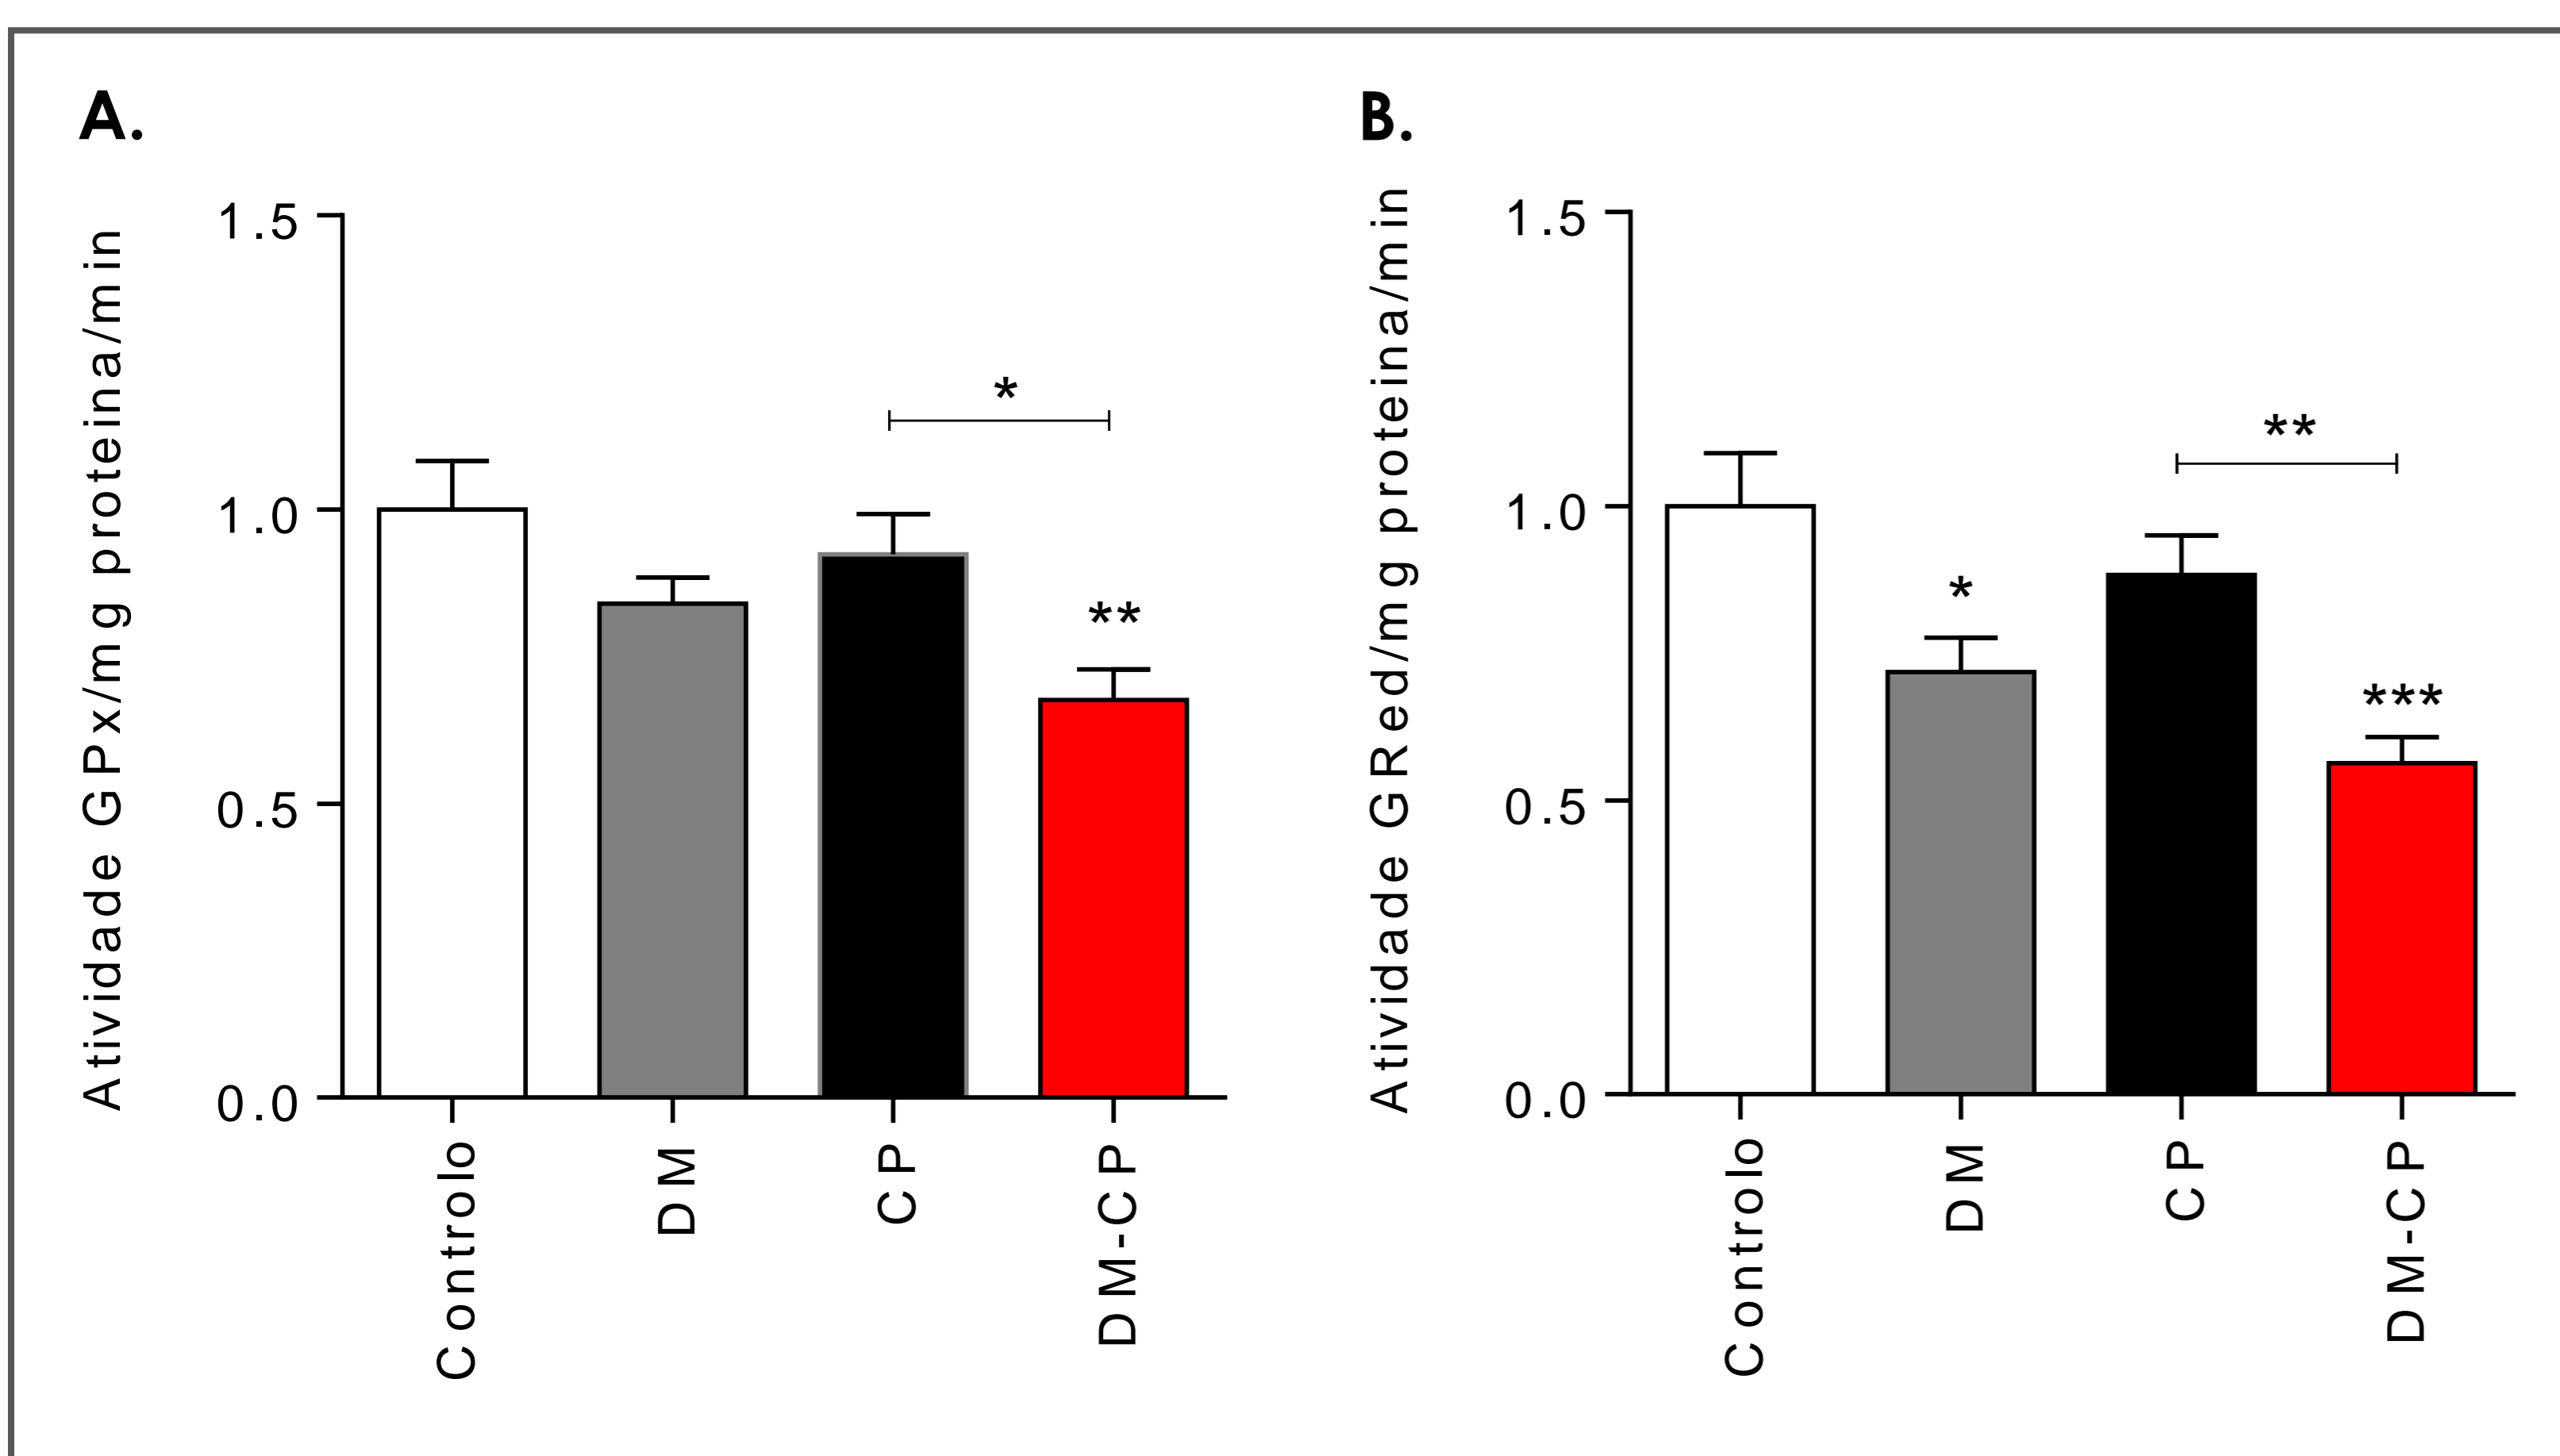 A.
Atividade GPx/mg proteina/min
1.5
1.0
0.5
0.0
*
**
Controlo
DM
CP
DM-CP
B.
Atividade GRed/mg proteina/min
1.5
1.0
0.5
0.0
*
**
***
Controlo
DM
CP
DM-CP